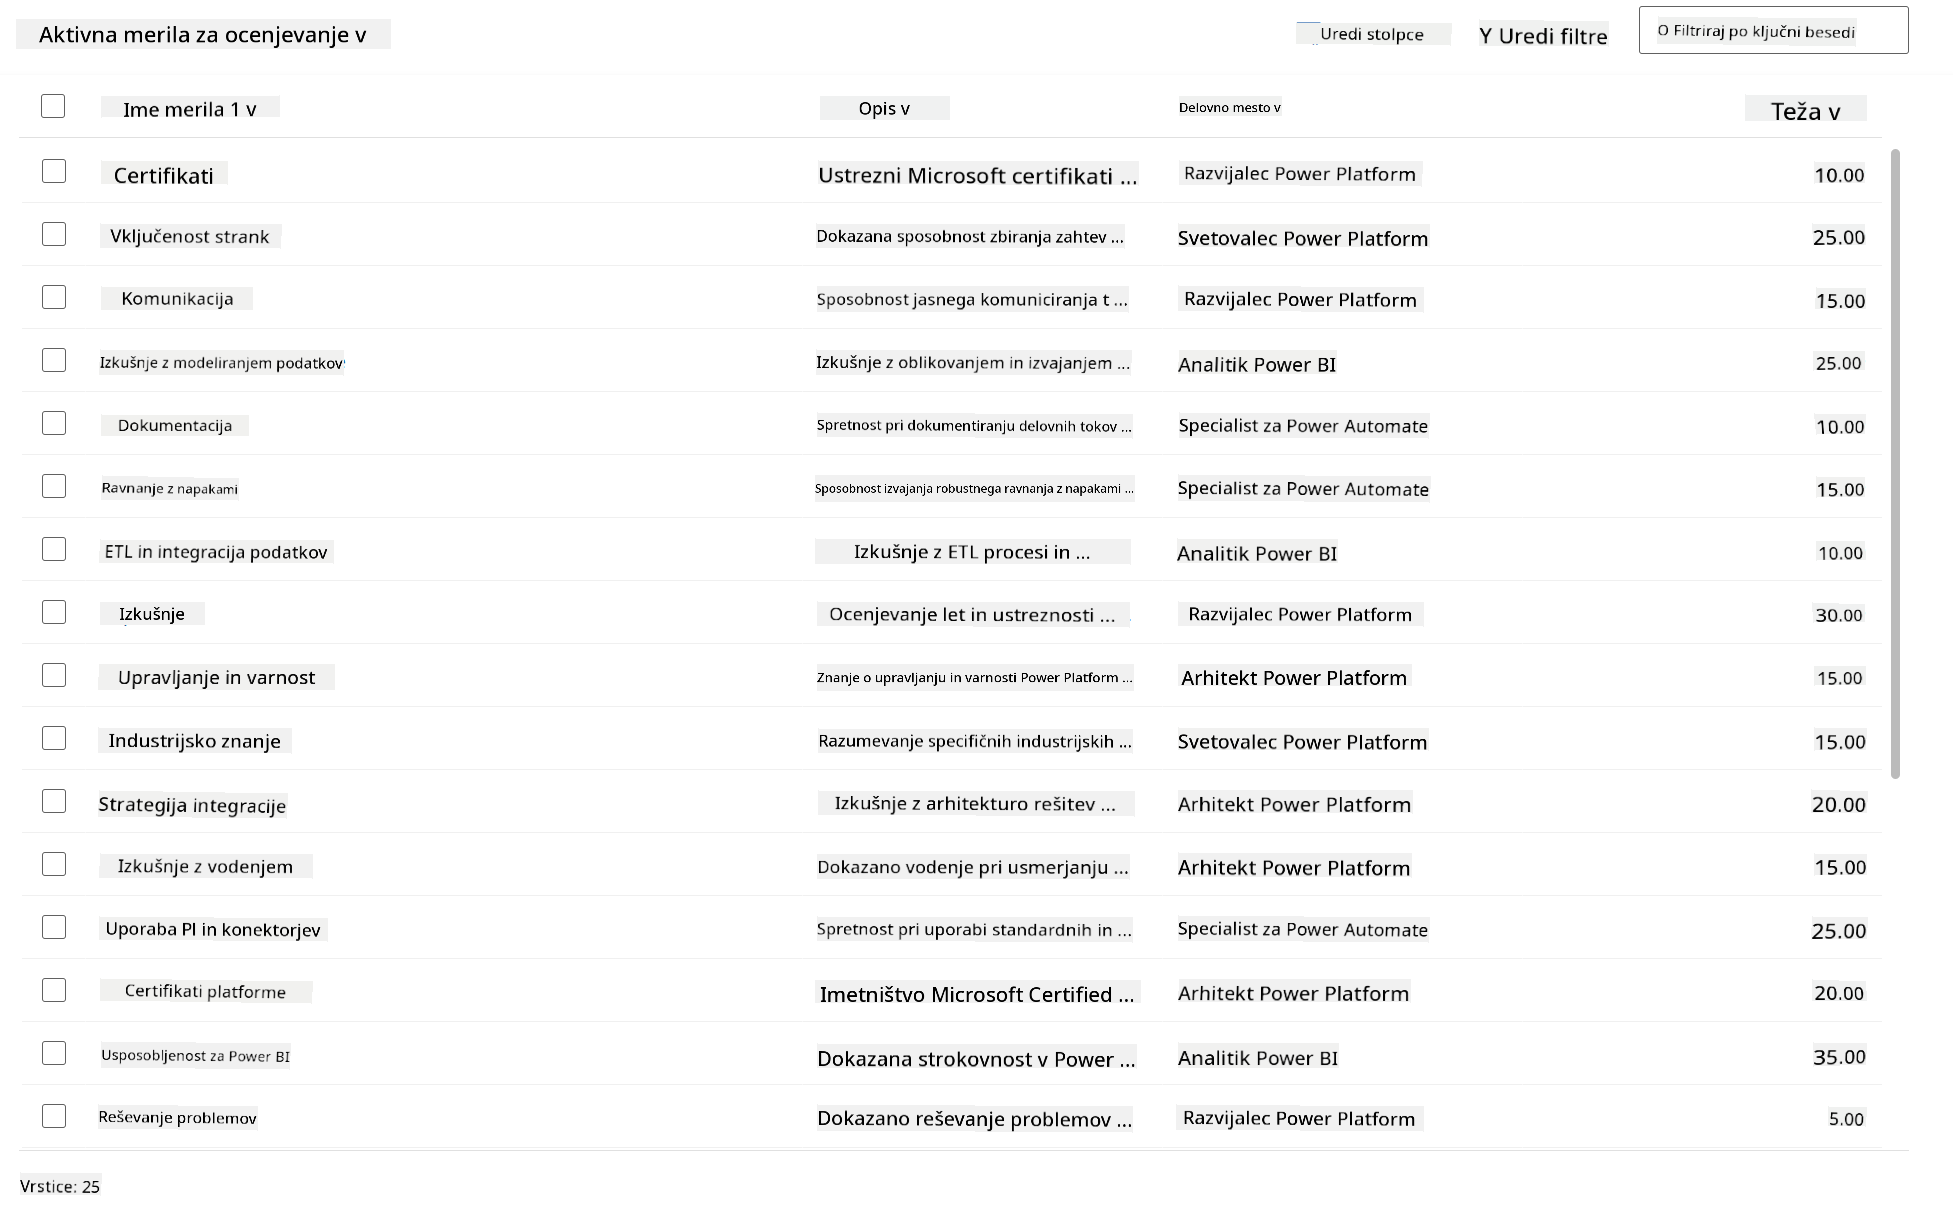 Aktivna merila za ocenjevanje v
Uredi stolpce
Y Uredi filtre
O Filtriraj po ključni besedi
Ime merila 1 v Opis v Delovno mesto v Teža v
Certifikati Ustrezni Microsoft certifikati ... Razvijalec Power Platform 10.00
Vključenost strank Dokazana sposobnost zbiranja zahtev ... Svetovalec Power Platform 25.00
Komunikacija Sposobnost jasnega komuniciranja t ... Razvijalec Power Platform 15.00
Izkušnje z modeliranjem podatkov Izkušnje z oblikovanjem in izvajanjem ... Analitik Power BI 25.00
Dokumentacija Spretnost pri dokumentiranju delovnih tokov ... Specialist za Power Automate 10.00
Ravnanje z napakami Sposobnost izvajanja robustnega ravnanja z napakami ... Specialist za Power Automate 15.00
ETL in integracija podatkov Izkušnje z ETL procesi in ... Analitik Power BI 10.00
Izkušnje Ocenjevanje let in ustreznosti ... Razvijalec Power Platform 30.00
Upravljanje in varnost Znanje o upravljanju in varnosti Power Platform ... Arhitekt Power Platform 15.00
Industrijsko znanje Razumevanje specifičnih industrijskih ... Svetovalec Power Platform 15.00
Strategija integracije Izkušnje z arhitekturo rešitev ... Arhitekt Power Platform 20.00
Izkušnje z vodenjem Dokazano vodenje pri usmerjanju ... Arhitekt Power Platform 15.00
Uporaba PI in konektorjev Spretnost pri uporabi standardnih in ... Specialist za Power Automate 25.00
Certifikati platforme Imetništvo Microsoft Certified ... Arhitekt Power Platform 20.00
Usposobljenost za Power BI Dokazana strokovnost v Power ... Analitik Power BI 35.00
Reševanje problemov Dokazano reševanje problemov ... Razvijalec Power Platform 5.00
Vrstice: 25